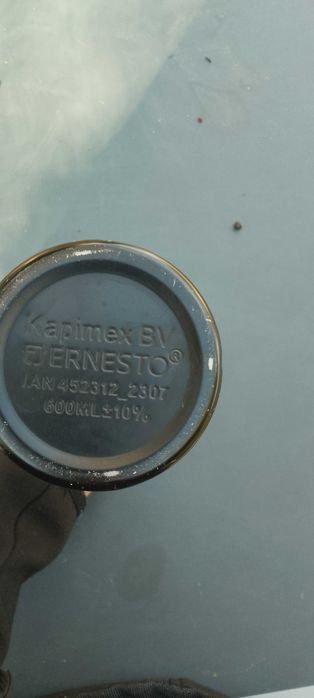 Kapimex BV
ERNESTO®
IAN 452312_2307
600ML±10%